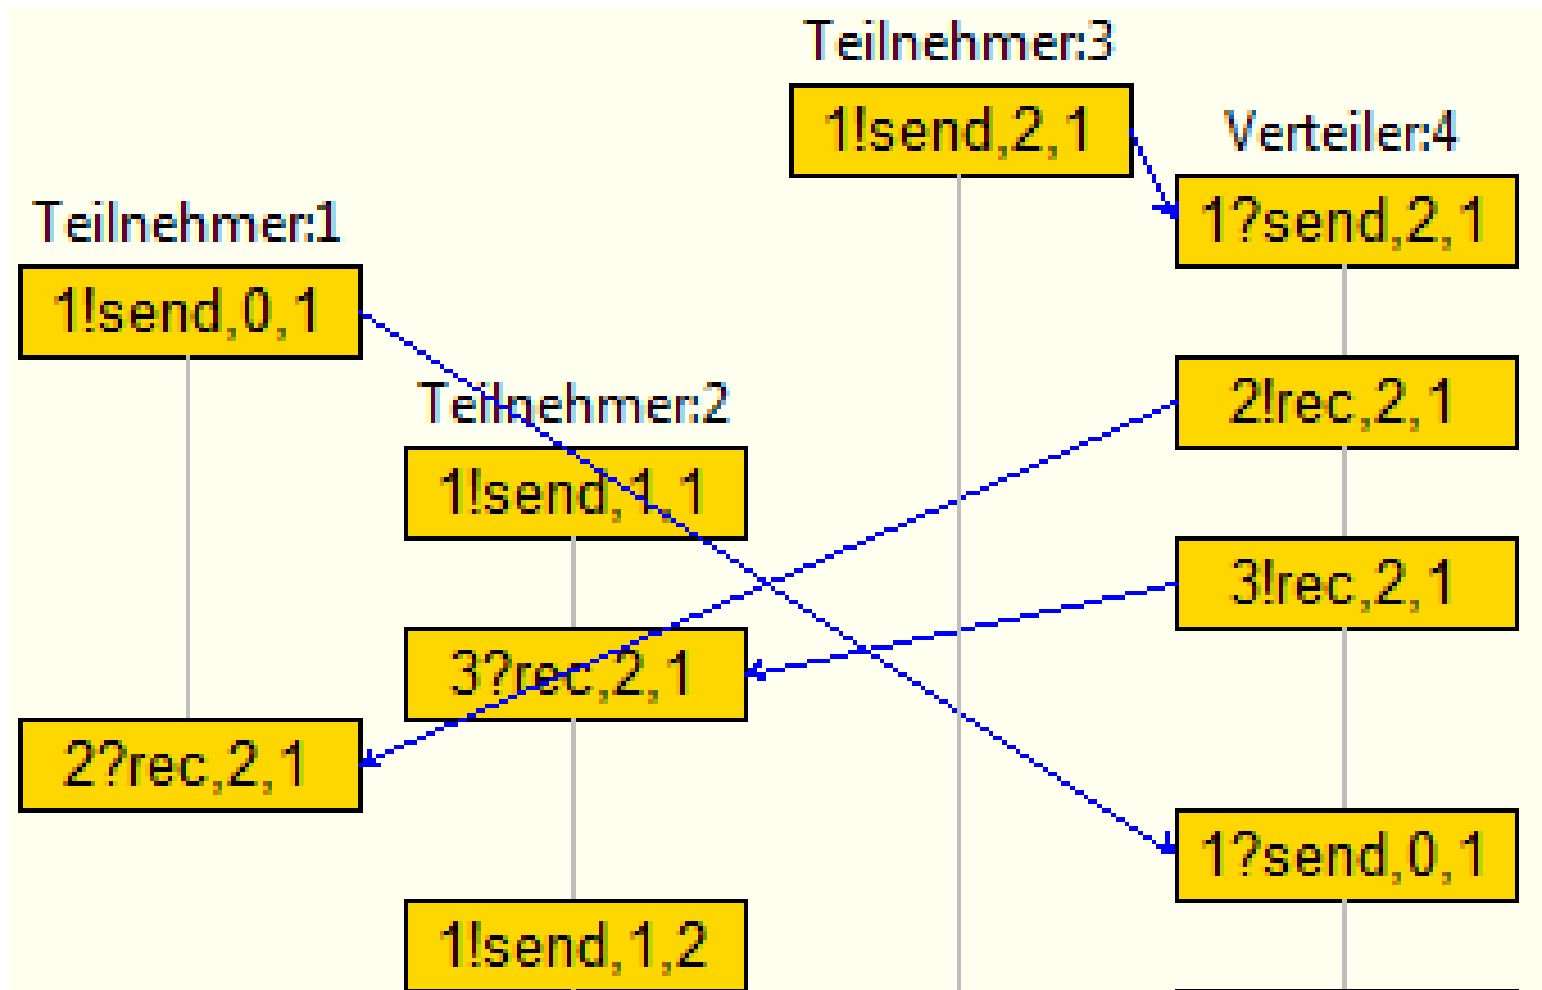 Teilnehmer:3
1!send,2,1
Verteiler:4
1?send,2,1
Teilnehmer:1
1!send,0,1
Teilnehmer:2
2!rec,2,1
1!send,1,1
3!rec,2,1
3?rec,2,1
2?rec,2,1
1?send,0,1
1!send,1,2